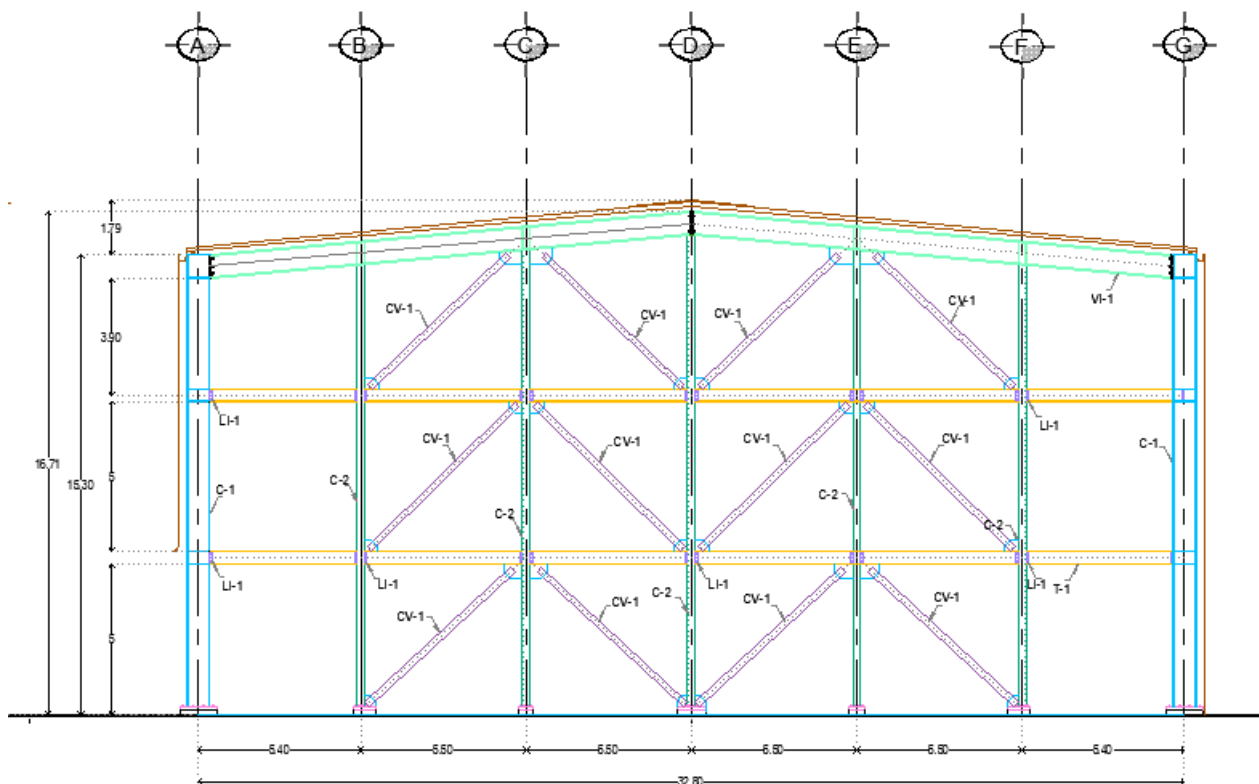 A B C D E F G
1.79
CV-1 CV-1 CV-1 CV-1 VI-1
3.90
LI-1 LI-1
CV-1 CV-1 CV-1 CV-1 C-1
16.71 15.30 5 C-1 C-2 C-2
C-2 C-2
LI-1 LI-1 LI-1 LI-1 T-1
CV-1 CV-1 C-2 CV-1 CV-1
5
5.40 5.50 5.50 5.50 5.50 5.40
32.80